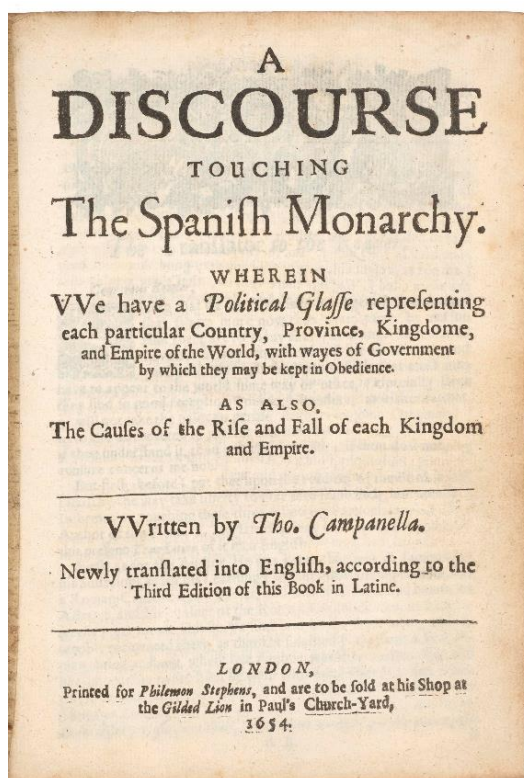 A
DISCOURSE
TOUCHING
The Spaniſh Monarchy.
WHEREIN
VVe have a Political Glaſſe repreſenting
each particular Country, Province, Kingdome,
and Empire of the World, with wayes of Government
by which they may be kept in Obedience.
AS ALSO,
The Cauſes of the Riſe and Fall of each Kingdom
and Empire.
VVritten by Tho. Campanella.
Newly tranſlated into Engliſh, according to the
Third Edition of this Book in Latine.
LONDON,
Printed for Philemon Stephens, and are to be ſold at his Shop at
the Gilded Lion in Paul's Church-Yard,
1654.